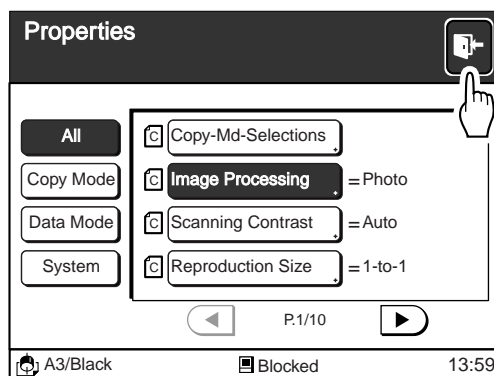 Properties
All
Copy Mode
Data Mode
System
C Copy-Md-Selections
C Image Processing = Photo
C Scanning Contrast = Auto
C Reproduction Size = 1-to-1
P.1/10
A3/Black Blocked 13:59